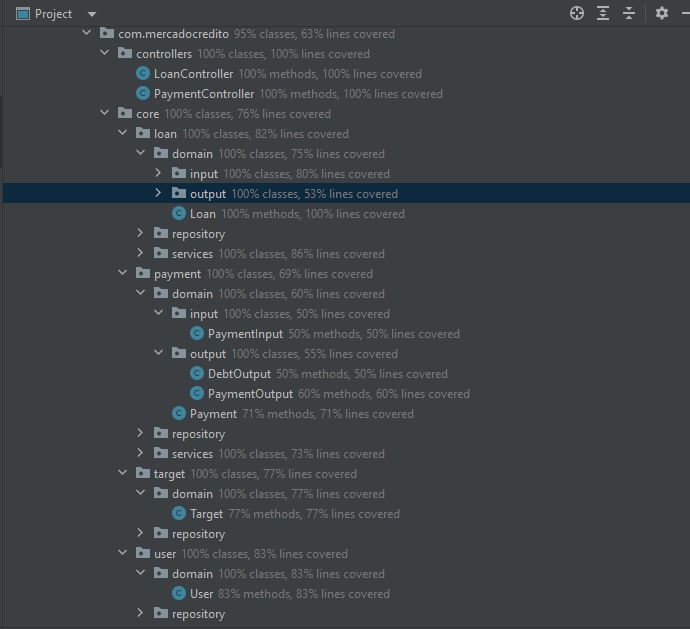 Project
com.mercadocredito 95% classes, 63% lines covered
controllers 100% classes, 100% lines covered
LoanController 100% methods, 100% lines covered
PaymentController 100% methods, 100% lines covered
core 100% classes, 76% lines covered
loan 100% classes, 82% lines covered
domain 100% classes, 75% lines covered
input 100% classes, 80% lines covered
output 100% classes, 53% lines covered
Loan 100% methods, 100% lines covered
repository
services 100% classes, 86% lines covered
payment 100% classes, 69% lines covered
domain 100% classes, 60% lines covered
input 100% classes, 50% lines covered
PaymentInput 50% methods, 50% lines covered
output 100% classes, 55% lines covered
DebtOutput 50% methods, 50% lines covered
PaymentOutput 60% methods, 60% lines covered
Payment 71% methods, 71% lines covered
repository
services 100% classes, 73% lines covered
target 100% classes, 77% lines covered
domain 100% classes, 77% lines covered
Target 77% methods, 77% lines covered
repository
user 100% classes, 83% lines covered
domain 100% classes, 83% lines covered
User 83% methods, 83% lines covered
repository